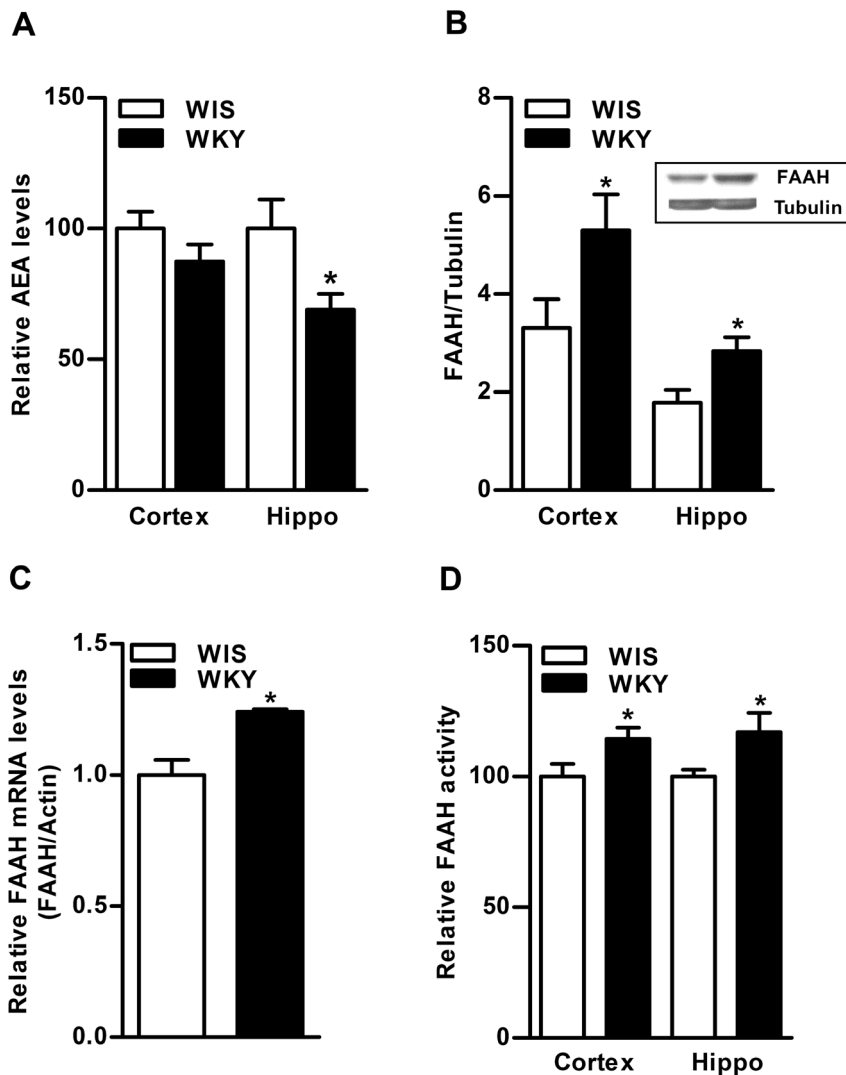 A
Relative AEA levels
150
100
50
0
WIS
WKY
*
Cortex Hippo
B
FAAH/Tubulin
8
6
4
2
0
WIS
WKY
FAAH
Tubulin
*
*
Cortex Hippo
C
Relative FAAH mRNA levels
(FAAH/Actin)
1.5
1.0
0.5
0.0
WIS
WKY
*
D
Relative FAAH activity
150
100
50
0
WIS
WKY
*
*
Cortex Hippo